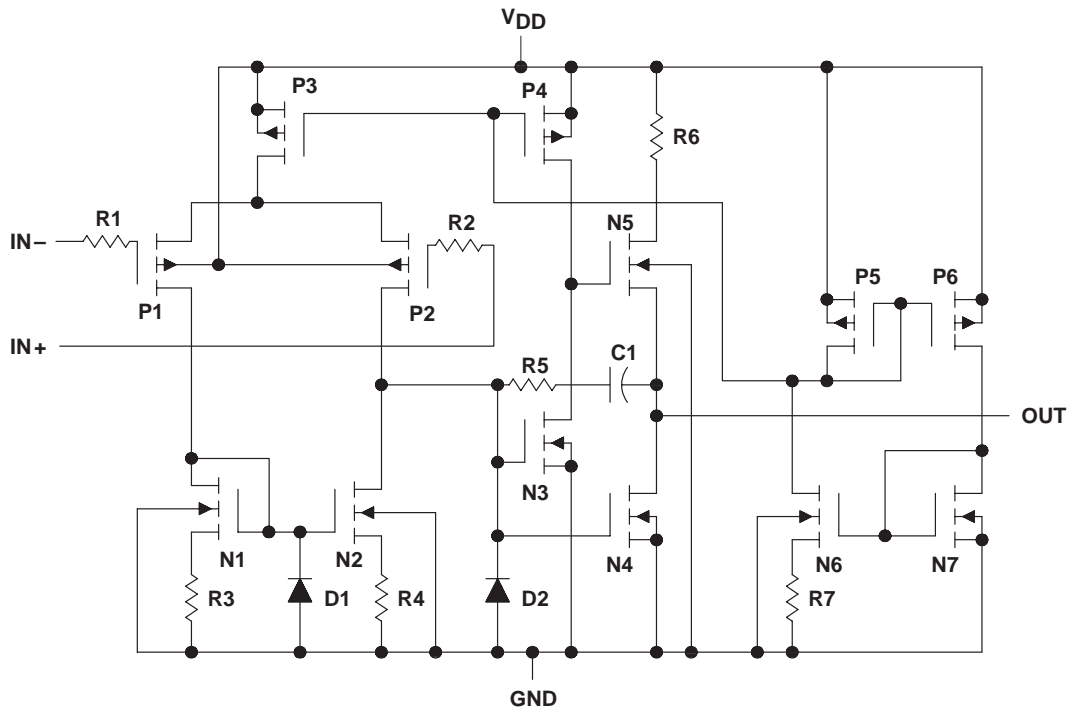 VDD
P3
P4
R6
R1
R2
N5
IN−
P5
P6
P1
P2
IN+
R5
C1
OUT
N3
N1
N2
N4
N6
N7
R3
D1
R4
D2
R7
GND